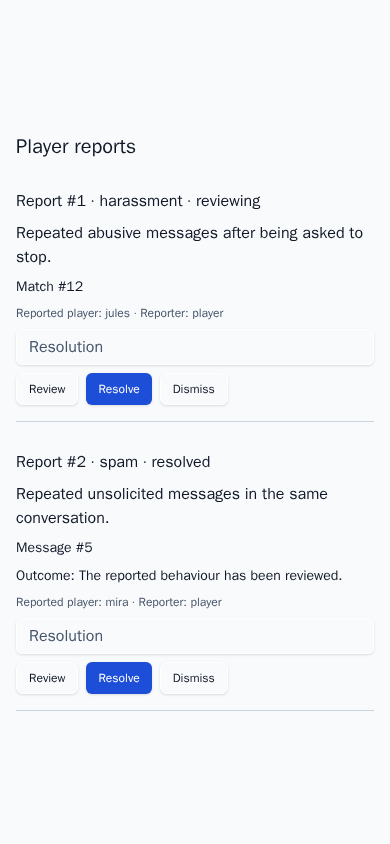 Player reports
Report #1 · harassment · reviewing
Repeated abusive messages after being asked to
stop.
Match #12
Reported player: jules · Reporter: player
Resolution
Review
Resolve
Dismiss
Report #2 · spam · resolved
Repeated unsolicited messages in the same
conversation.
Message #5
Outcome: The reported behaviour has been reviewed.
Reported player: mira · Reporter: player
Resolution
Review
Resolve
Dismiss